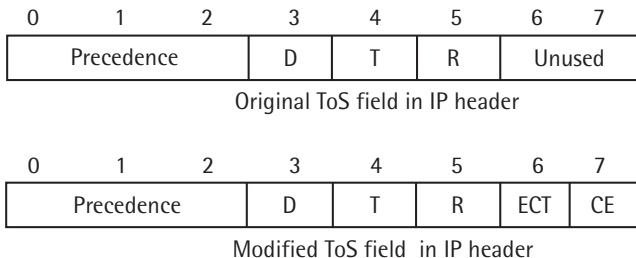 0 1 2 3 4 5 6 7
Precedence D T R Unused
Original ToS field in IP header
0 1 2 3 4 5 6 7
Precedence D T R ECT CE
Modified ToS field in IP header